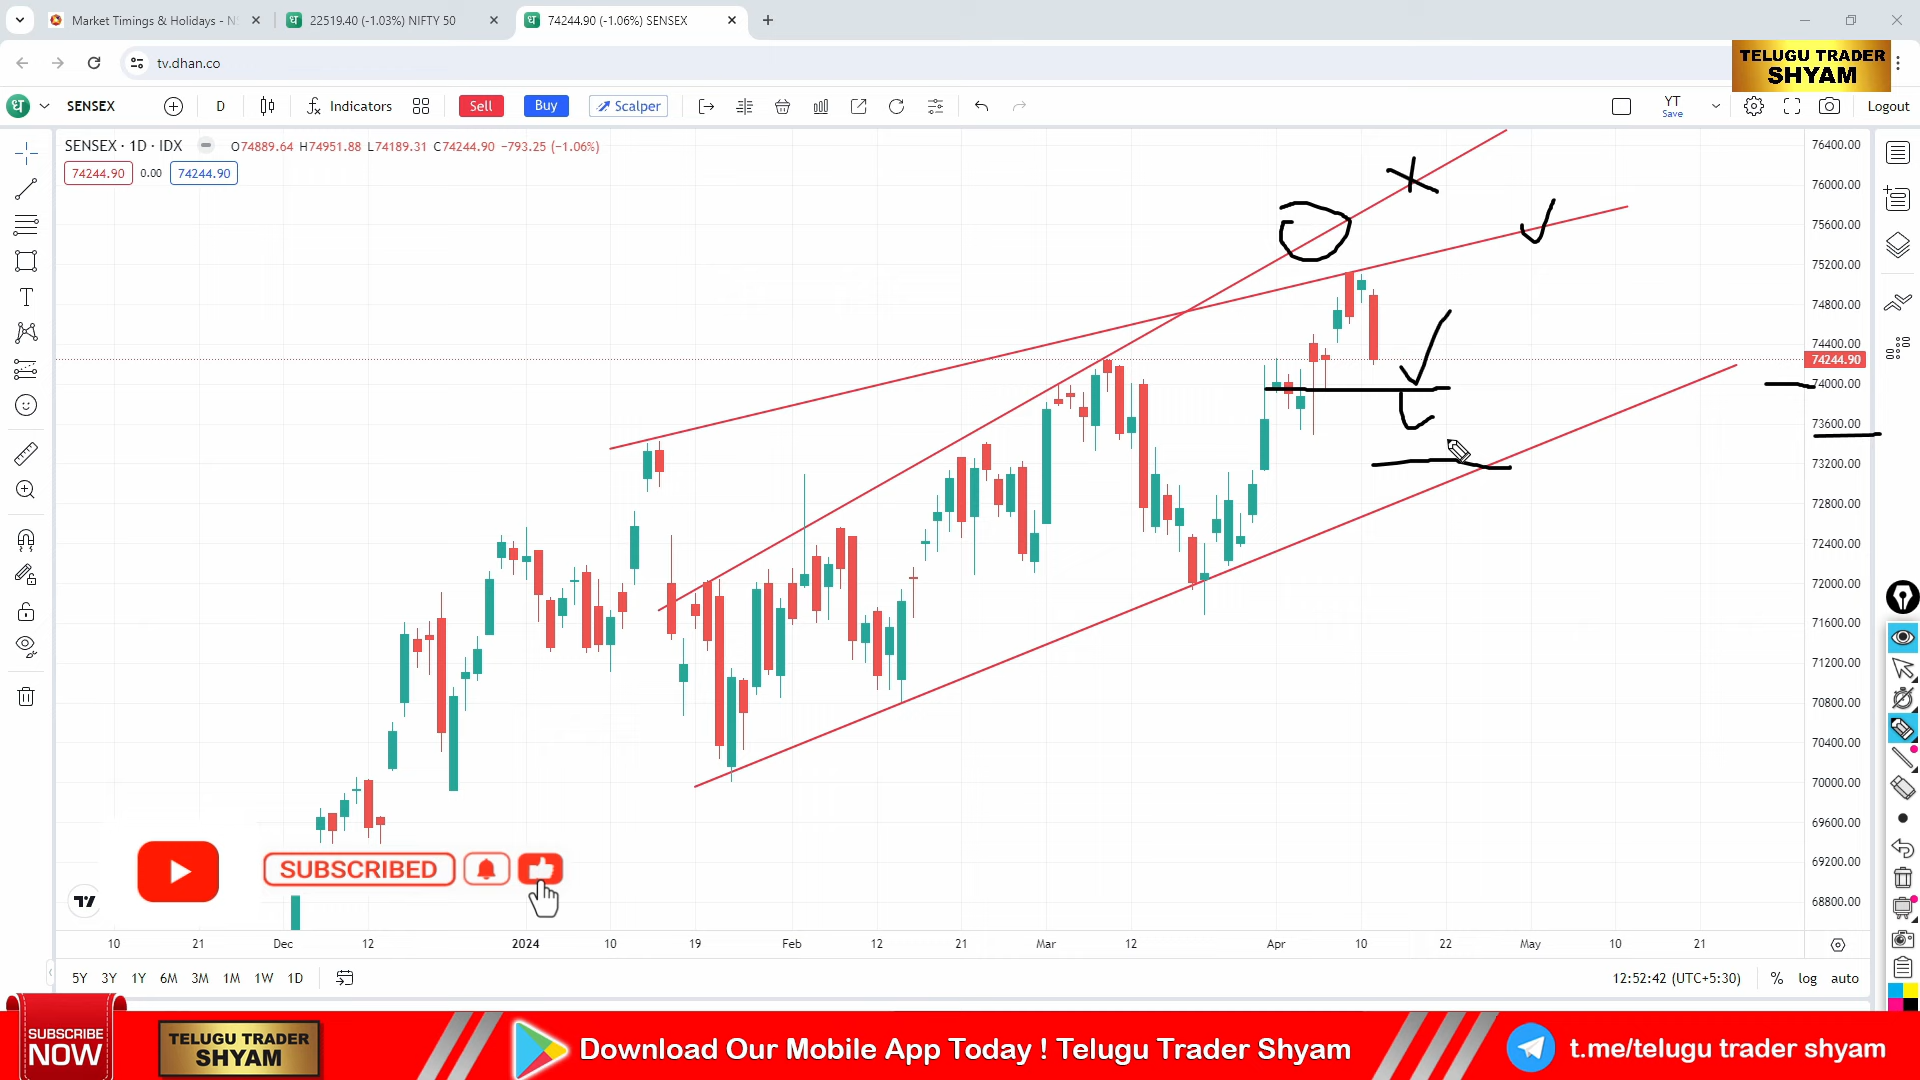 Market Timings & Holidays - N
22519.40 (-1.03%) NIFTY 50
74244.90 (-1.06%) SENSEX
tv.dhan.co
TELUGU TRADER
SHYAM
SENSEX
D
Indicators
Sell
Buy
Scalper
YT
Save
Logout
SENSEX · 1D · IDX
O74889.64 H74951.88 L74189.31 C74244.90 −793.25 (−1.06%)
74244.90
0.00
74244.90
76400.00
76000.00
75600.00
75200.00
74800.00
74400.00
74244.90
74000.00
73600.00
73200.00
72800.00
72400.00
72000.00
71600.00
71200.00
70800.00
70400.00
70000.00
69600.00
69200.00
68800.00
SUBSCRIBED
10 21 Dec 12 2024 10 19 Feb 12 21 Mar 12 Apr 10 22 May 10 21
5Y 3Y 1Y 6M 3M 1M 1W 1D
12:52:42 (UTC+5:30)
% log auto
SUBSCRIBE
NOW
TELUGU TRADER
SHYAM
Download Our Mobile App Today ! Telugu Trader Shyam
t.me/telugu trader shyam